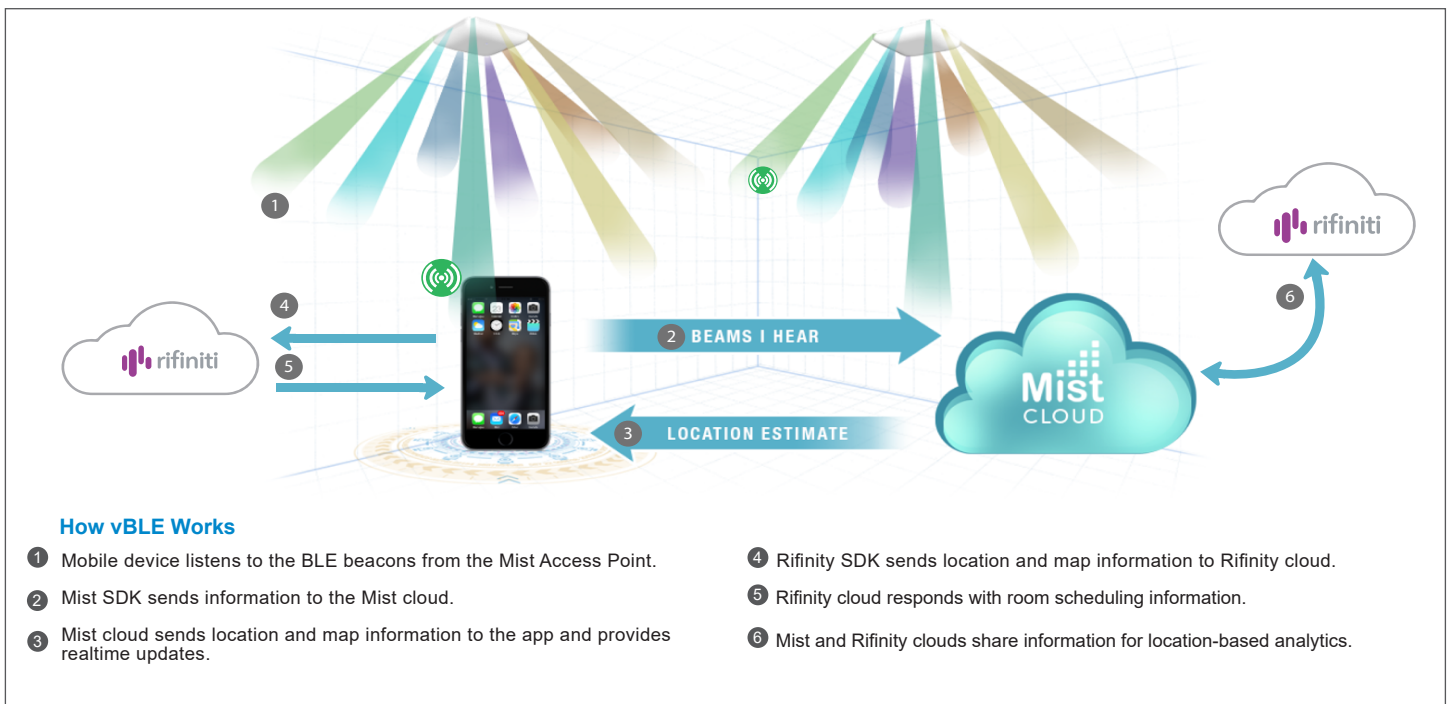 1
rifiniti
6
4
2 BEAMS I HEAR
rifiniti
5
Mist
CLOUD
3 LOCATION ESTIMATE
How vBLE Works
1 Mobile device listens to the BLE beacons from the Mist Access Point.
2 Mist SDK sends information to the Mist cloud.
3 Mist cloud sends location and map information to the app and provides
realtime updates.
4 Rifinity SDK sends location and map information to Rifinity cloud.
5 Rifinity cloud responds with room scheduling information.
6 Mist and Rifinity clouds share information for location-based analytics.